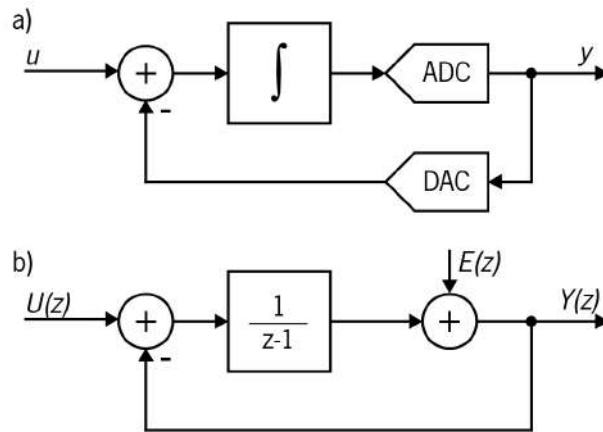 a)
u
+
-
∫
ADC
y
DAC
b)
E(z)
U(z)
+
-
1
z-1
+
Y(z)